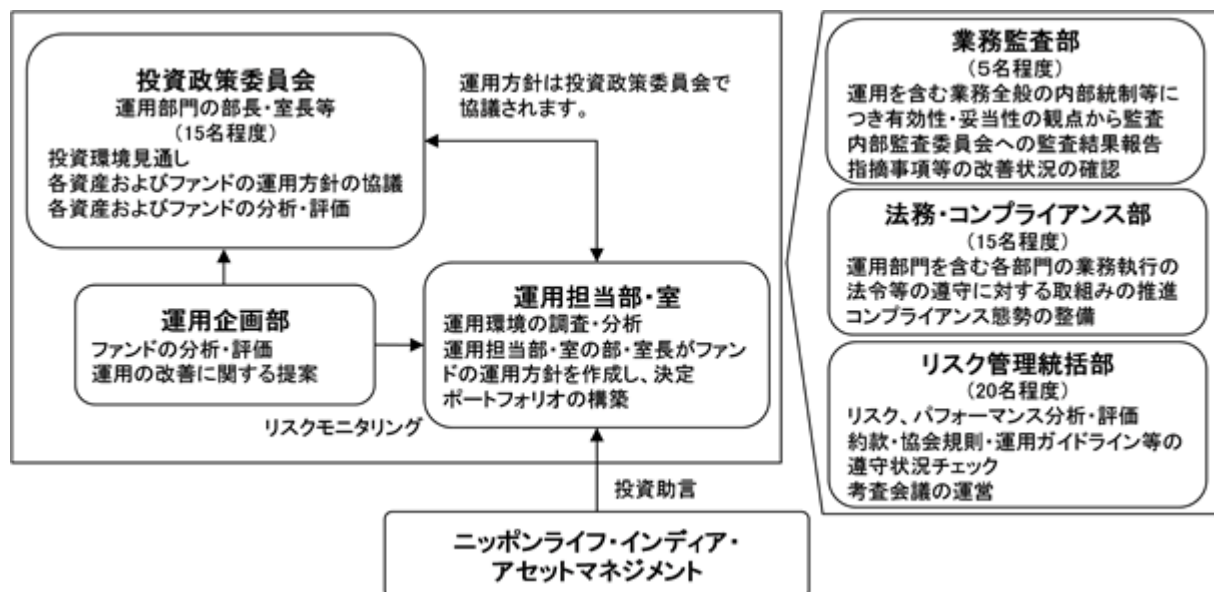 投資政策委員会
運用部門の部長・室長等
(15名程度)
投資環境見通し
各資産およびファンドの運用方針の協議
各資産およびファンドの分析・評価
運用方針は投資政策委員会で
協議されます。
運用企画部
ファンドの分析・評価
運用の改善に関する提案
運用担当部・室
運用環境の調査・分析
運用担当部・室の部・室長がファン
ドの運用方針を作成し、決定
ポートフォリオの構築
リスクモニタリング
投資助言
ニッポンライフ・インディア・
アセットマネジメント
業務監査部
(5名程度)
運用を含む業務全般の内部統制等に
つき有効性・妥当性の観点から監査
内部監査委員会への監査結果報告
指摘事項等の改善状況の確認
法務・コンプライアンス部
(15名程度)
運用部門を含む各部門の業務執行の
法令等の遵守に対する取組みの推進
コンプライアンス態勢の整備
リスク管理統括部
(20名程度)
リスク、パフォーマンス分析・評価
約款・協会規則・運用ガイドライン等の
遵守状況チェック
考査会議の運営